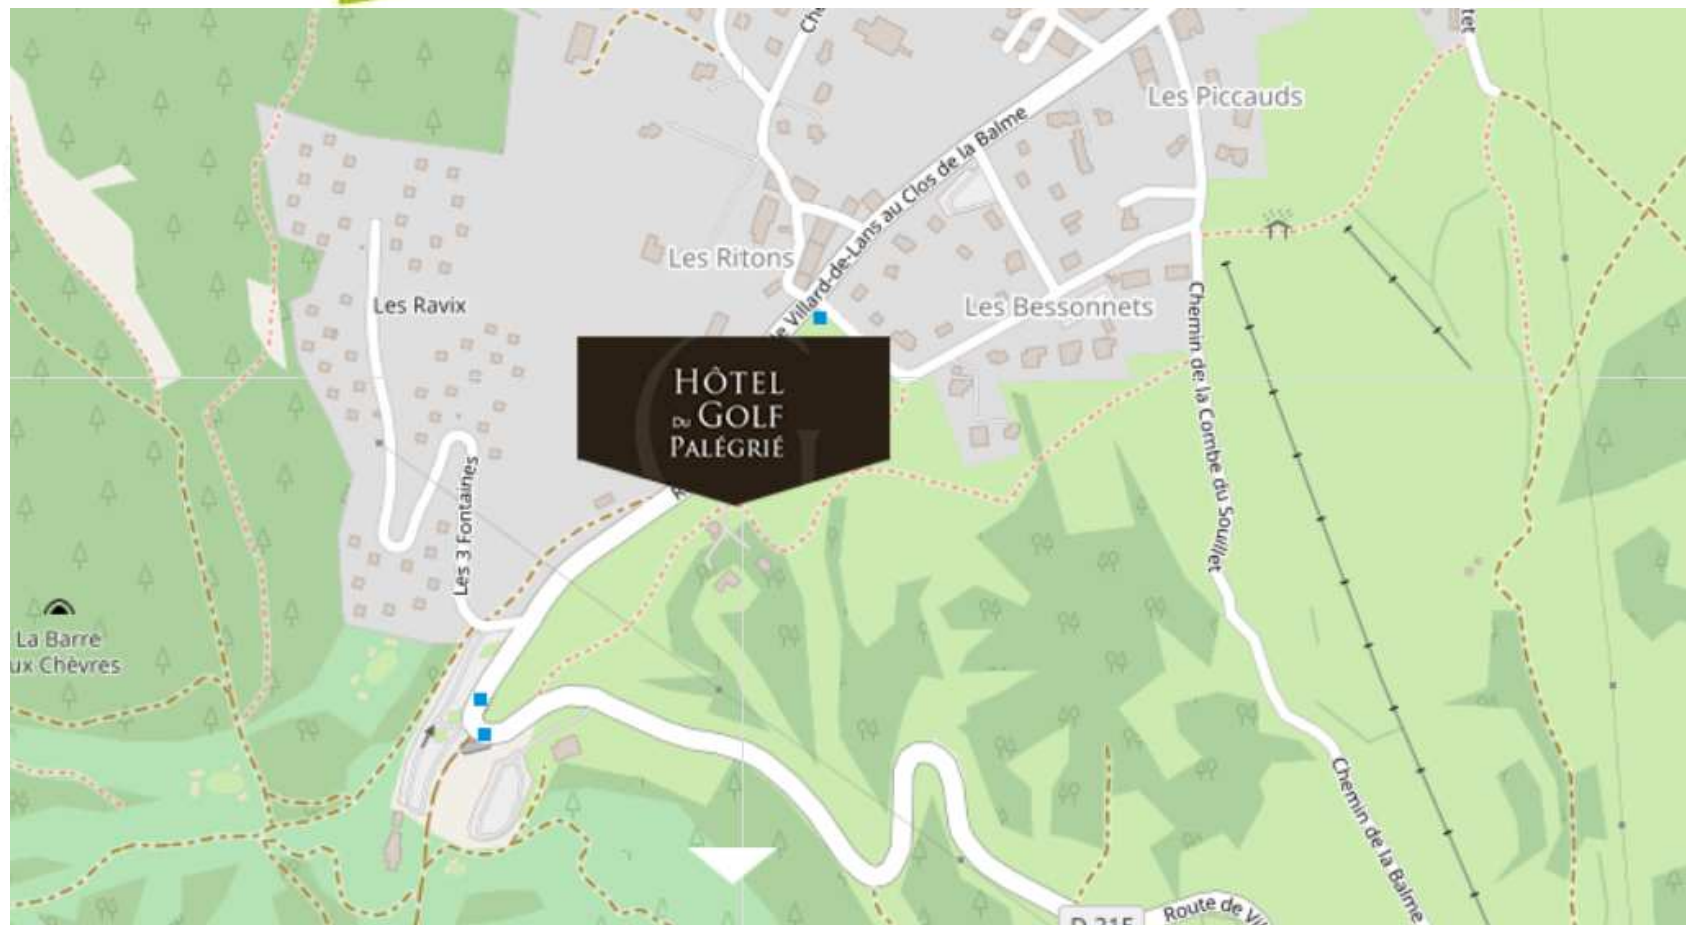 Les Piccauds
de Villard-de-Lans au Clos de la Balme
Les Ritons
Les Ravix
Les Bessonnets
HÔTEL
DU GOLF
PALÉGRIÉ
Chemin de la Combe du Souillet
Les 3 Fontaines
La Barre
ux Chèvres
Chemin de la Balme
D 215
Route de Vil